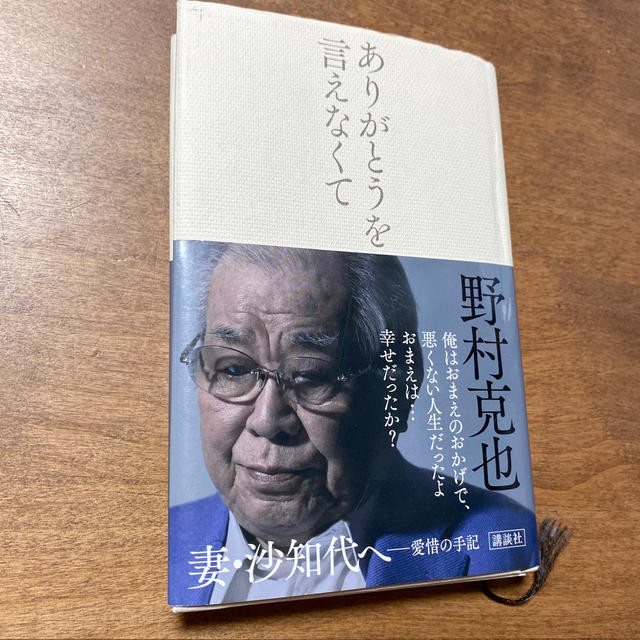 ありがとうを
言えなくて
野村克也
俺はおまえのおかげで、
悪くない人生だったよ
おまえは…
幸せだったか？
妻・沙知代へ——愛惜の手記
講談社